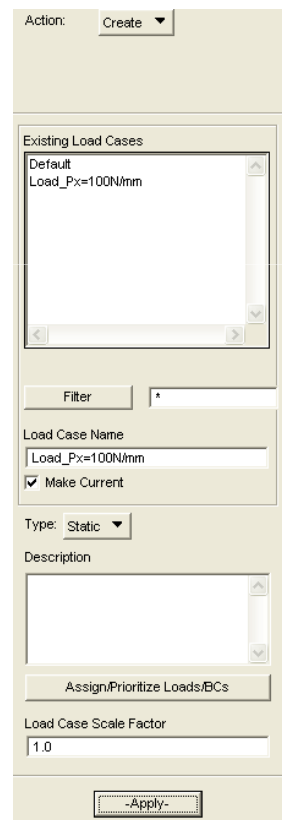 Action: Create
Existing Load Cases
Default
Load_Px=100N/mm
Filter *
Load Case Name
Load_Px=100N/mm
Make Current
Type: Static
Description
Assign/Prioritize Loads/BCs
Load Case Scale Factor
1.0
-Apply-